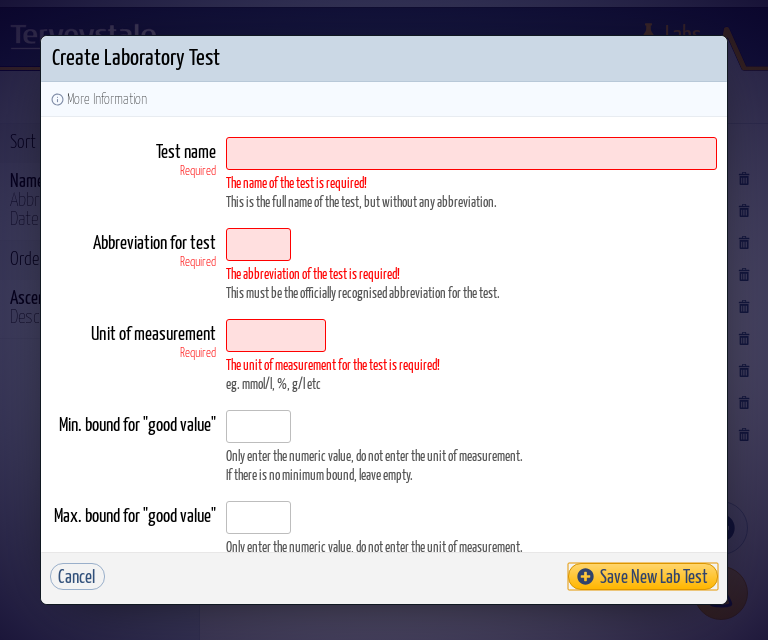 Terveystalo
Labs
Create Laboratory Test
More Information
Sort
Name
Date
Ascen
Test name
Required
The name of the test is required!
This is the full name of the test, but without any abbreviation.
Abbreviation for test
Required
The abbreviation of the test is required!
This must be the officially recognised abbreviation for the test.
Unit of measurement
Required
The unit of measurement for the test is required!
eg. mmol/l, %, g/l etc
Min. bound for "good value"
Only enter the numeric value, do not enter the unit of measurement.
If there is no minimum bound, leave empty.
Max. bound for "good value"
Only enter the numeric value, do not enter the unit of measurement.
Cancel
Save New Lab Test